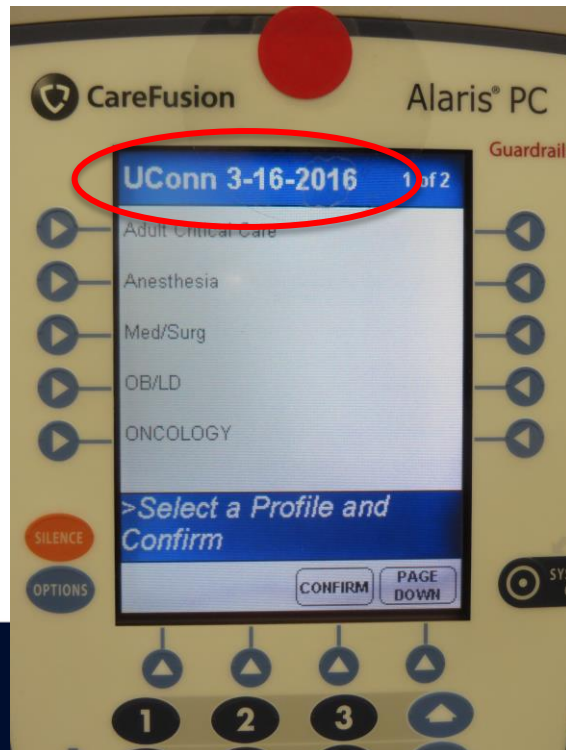 CareFusion
Alaris® PC
Guardrail
UConn 3-16-2016 1 of 2
Adult Critical Care
Anesthesia
Med/Surg
OB/LD
ONCOLOGY
>Select a Profile and
Confirm
SILENCE
OPTIONS
CONFIRM
PAGE
DOWN
SYS
1 2 3